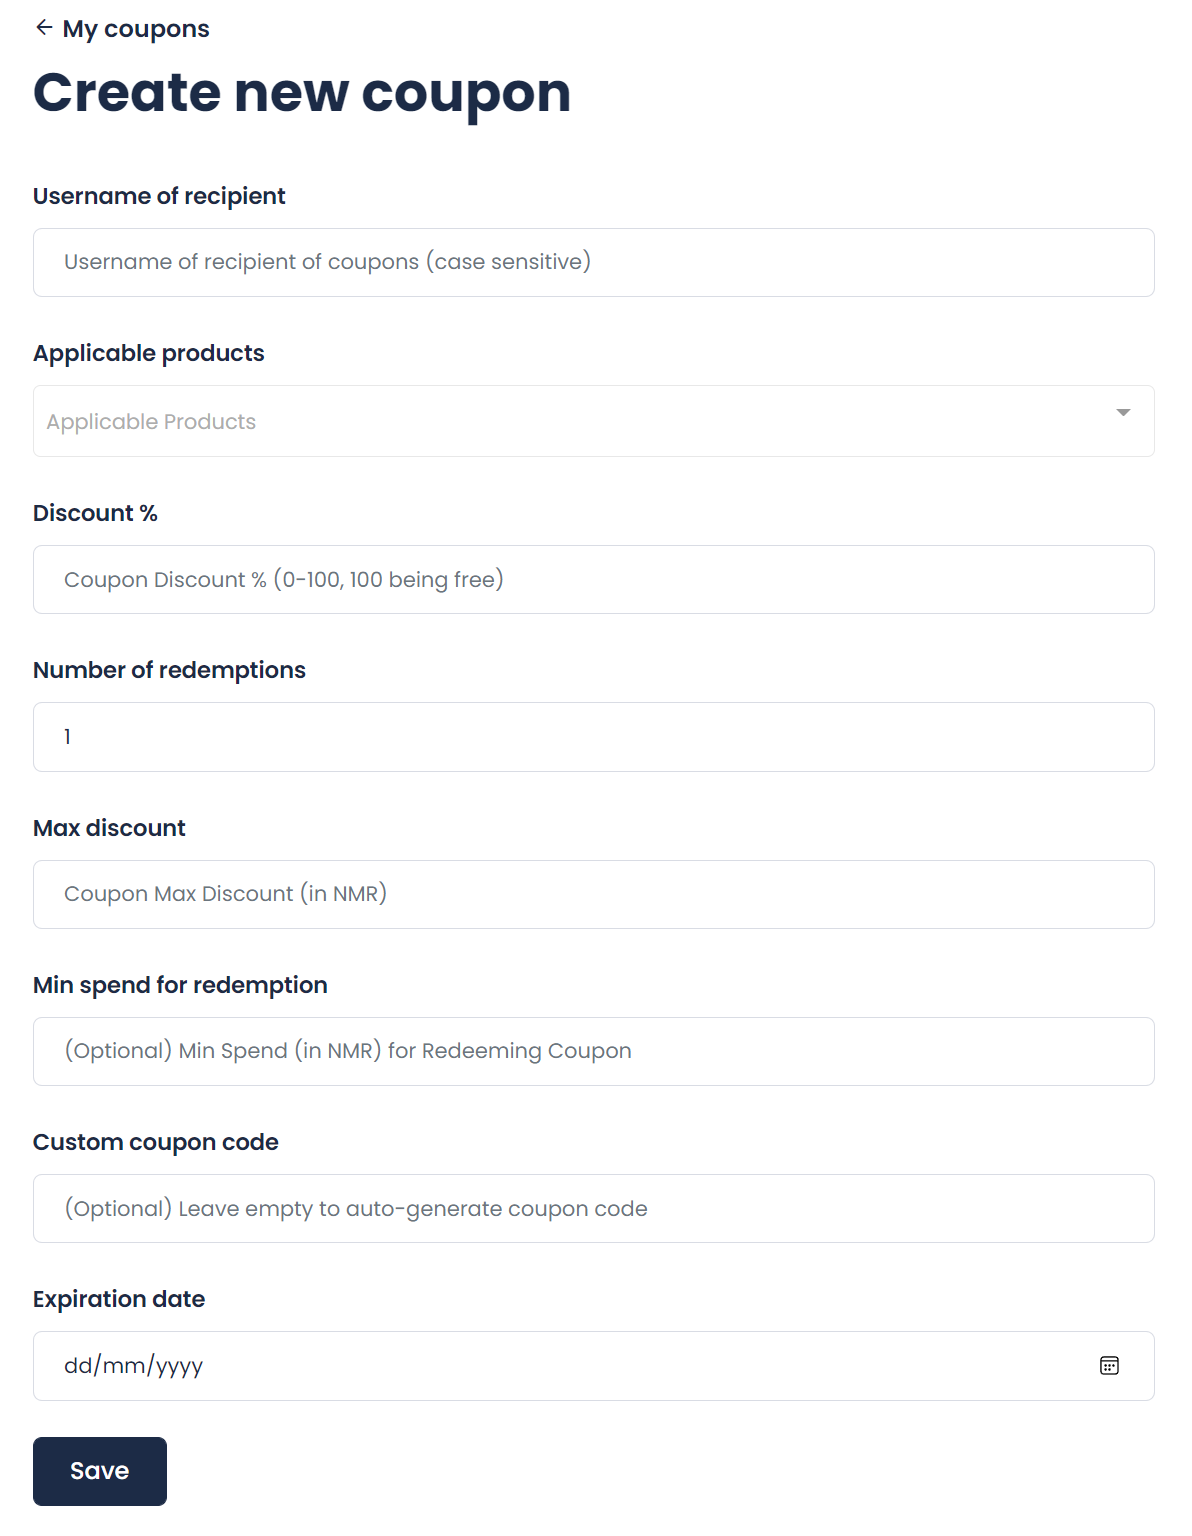 ← My coupons
Create new coupon
Username of recipient
Username of recipient of coupons (case sensitive)
Applicable products
Applicable Products
Discount %
Coupon Discount % (0-100, 100 being free)
Number of redemptions
1
Max discount
Coupon Max Discount (in NMR)
Min spend for redemption
(Optional) Min Spend (in NMR) for Redeeming Coupon
Custom coupon code
(Optional) Leave empty to auto-generate coupon code
Expiration date
dd/mm/yyyy
Save